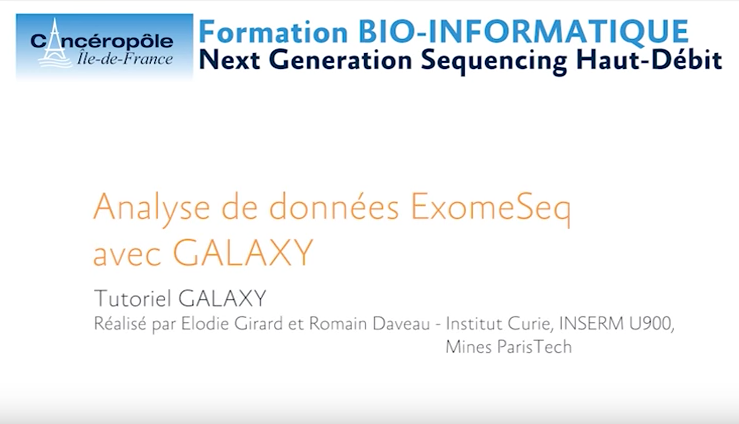 Cancéropôle
Île-de-France
Formation BIO-INFORMATIQUE
Next Generation Sequencing Haut-Débit
Analyse de données ExomeSeq
avec GALAXY
Tutoriel GALAXY
Réalisé par Elodie Girard et Romain Daveau - Institut Curie, INSERM U900,
Mines ParisTech